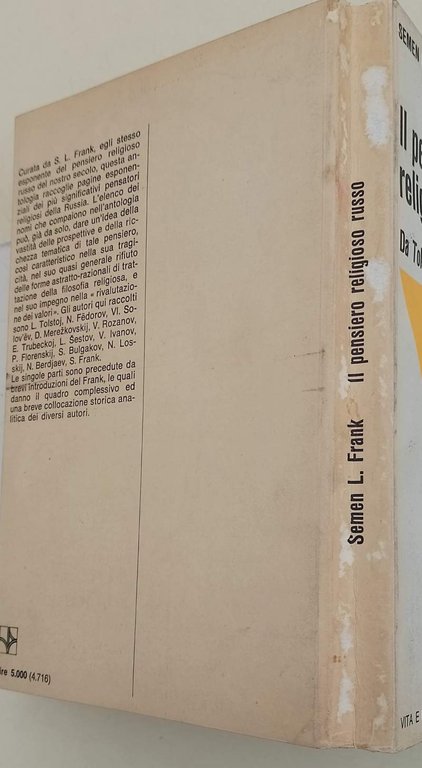 Curata da S. L. Frank, egli stesso
esponente del pensiero religioso
russo del nostro secolo, questa an-
tologia raccoglie pagine esponen-
ziali dei più significativi pensatori
religiosi della Russia. L'elenco dei
nomi che compaiono nell'antologia
può, già da solo, dare un'idea della
vastità delle prospettive e della ric-
chezza tematica di tale pensiero,
così caratteristico nella sua tragi-
cità, nel suo quasi generale rifiuto
delle forme astratto-razionali di trat-
tazione della filosofia religiosa, e
nel suo impegno nella «rivalutazio-
ne dei valori». Gli autori qui raccolti
sono L. Tolstoj, N. Fëdorov, Vl. So-
lov'ëv, D. Merežkovskij, V. Rozanov,
E. Trubeckoj, L. Šestov, V. Ivanov,
P. Florenskij, S. Bulgakov, N. Los-
skij, N. Berdjaev, S. Frank.
Le singole parti sono precedute da
brevi introduzioni del Frank, le quali
danno il quadro complessivo ed
una breve collocazione storica ana-
litica dei diversi autori.
ire 5.000 (4.716)
Semen L. Frank Il pensiero religioso russo
SEMEN
Il pe
relig
Da Tol
VITA E